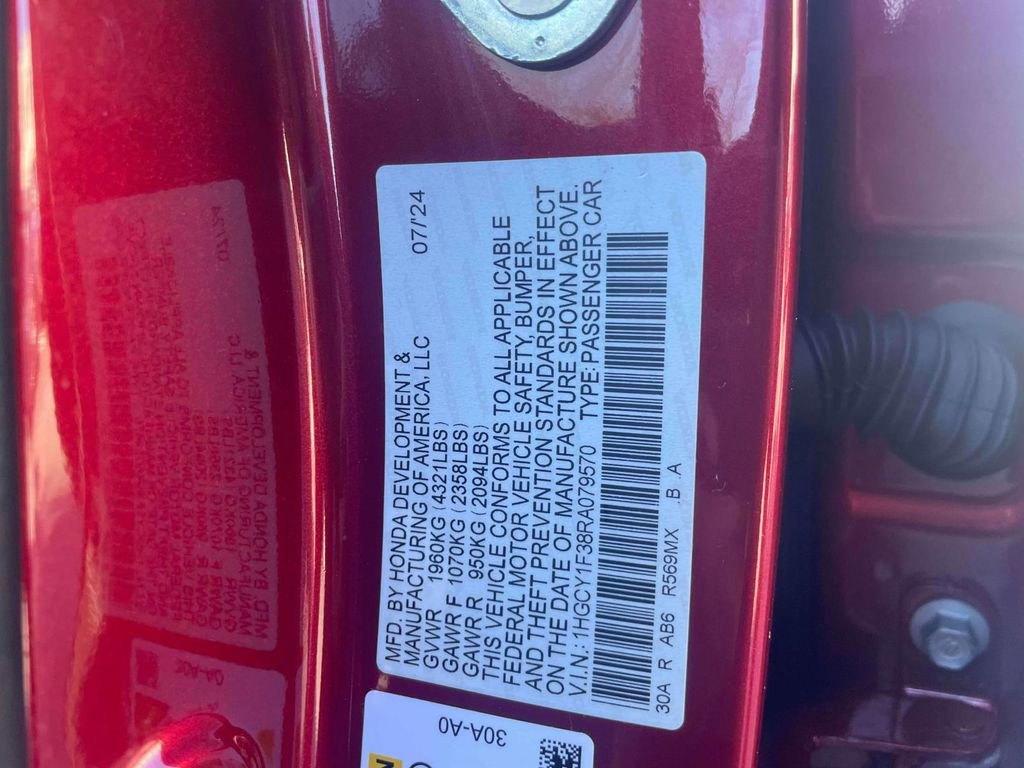 MFD. BY HONDA DEVELOPMENT &
MANUFACTURING OF AMERICA, LLC 07/'24
GVWR 1960KG (4321LBS)
GAWR F 1070KG (2358LBS)
GAWR R 950KG (2094LBS)
THIS VEHICLE CONFORMS TO ALL APPLICABLE
FEDERAL MOTOR VEHICLE SAFETY, BUMPER,
AND THEFT PREVENTION STANDARDS IN EFFECT
ON THE DATE OF MANUFACTURE SHOWN ABOVE.
V.I.N.: 1HGCY1F38RA079570 TYPE: PASSENGER CAR
30A R AB6 R569MX B A
30A-A0